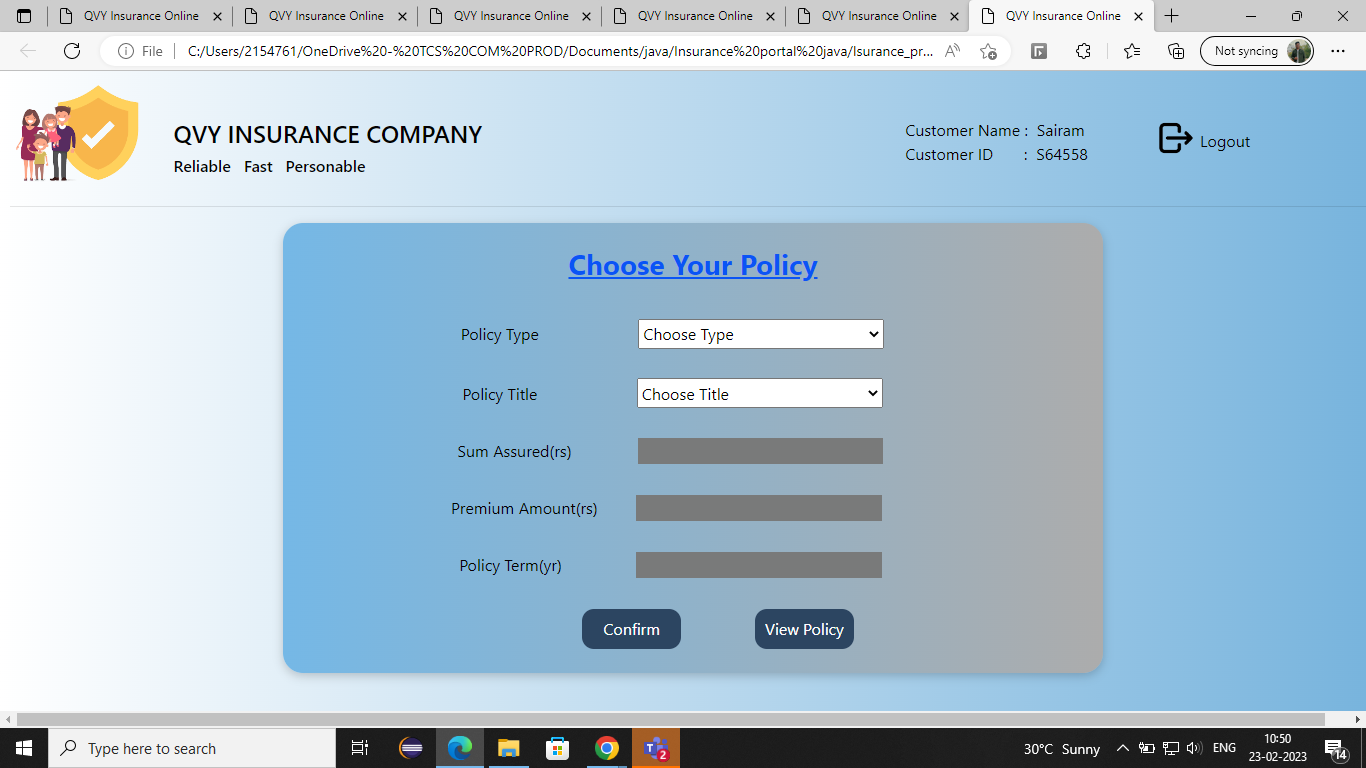 QVY Insurance Online
QVY Insurance Online
QVY Insurance Online
QVY Insurance Online
QVY Insurance Online
QVY Insurance Online
File
C:/Users/2154761/OneDrive%20-%20TCS%20COM%20PROD/Documents/java/Insurance%20portal%20java/Isurance_pr...
Not syncing
QVY INSURANCE COMPANY
Reliable Fast Personable
Customer Name : Sairam
Customer ID : S64558
Logout
Choose Your Policy
Policy Type
Choose Type
Policy Title
Choose Title
Sum Assured(rs)
Premium Amount(rs)
Policy Term(yr)
Confirm
View Policy
Type here to search
2
30°C Sunny
ENG
10:50
23-02-2023
14